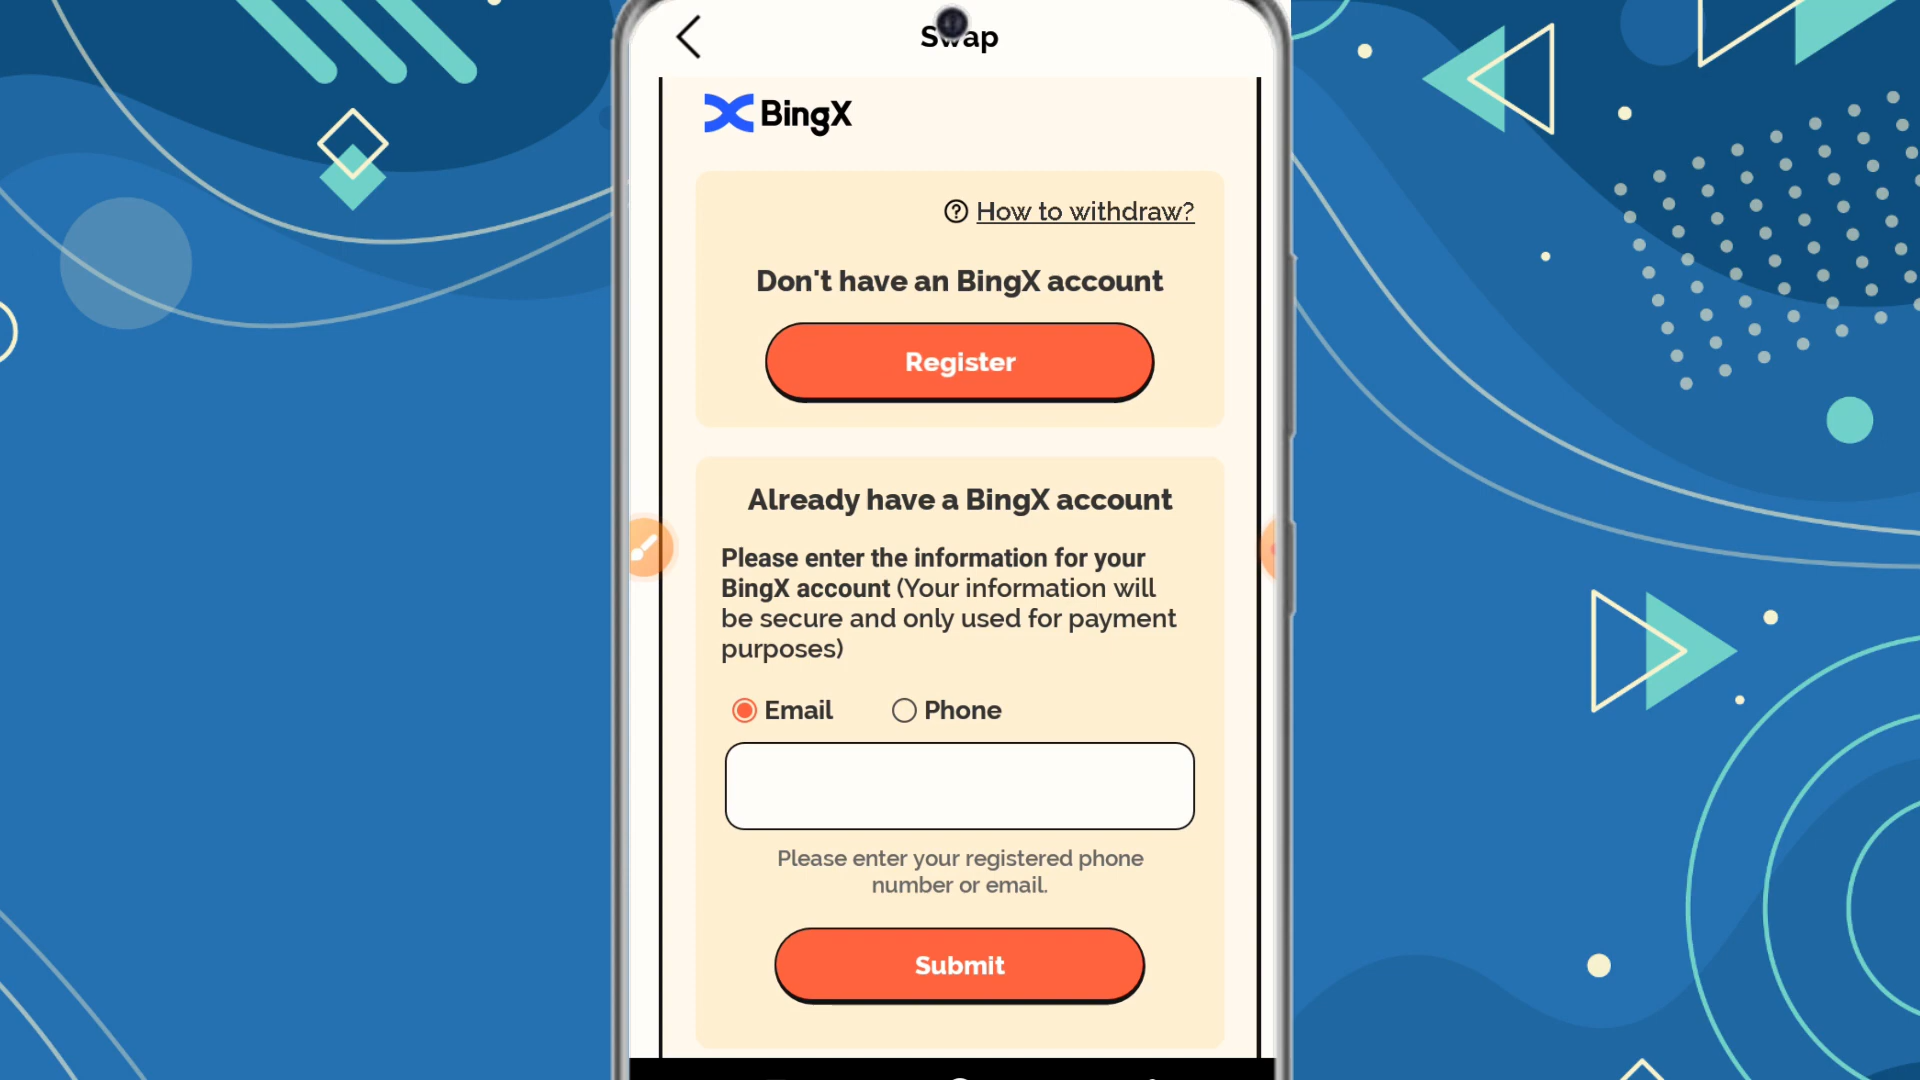 Swap
BingX
How to withdraw?
Don't have an BingX account
Register
Already have a BingX account
Please enter the information for your
BingX account (Your information will
be secure and only used for payment
purposes)
Email Phone
Please enter your registered phone
number or email.
Submit